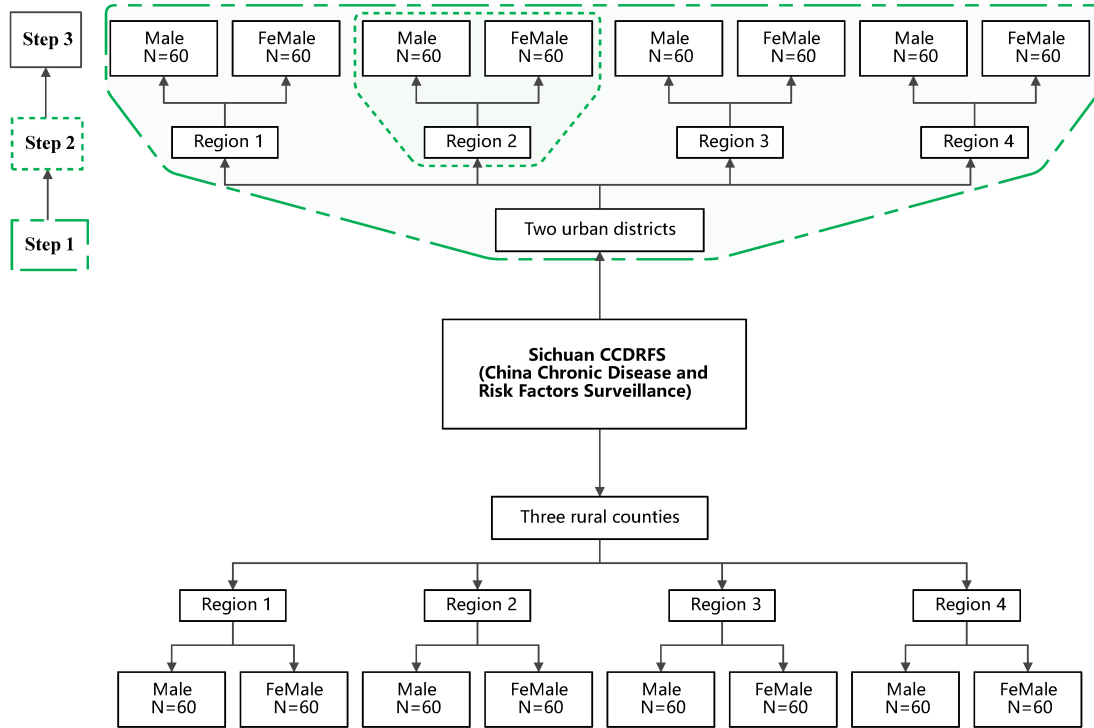 Step 3
Step 2
Step 1
Male
N=60
FeMale
N=60
Male
N=60
FeMale
N=60
Male
N=60
FeMale
N=60
Male
N=60
FeMale
N=60
Region 1
Region 2
Region 3
Region 4
Two urban districts
Sichuan CCDRFS
(China Chronic Disease and
Risk Factors Surveillance)
Three rural counties
Region 1
Region 2
Region 3
Region 4
Male
N=60
FeMale
N=60
Male
N=60
FeMale
N=60
Male
N=60
FeMale
N=60
Male
N=60
FeMale
N=60